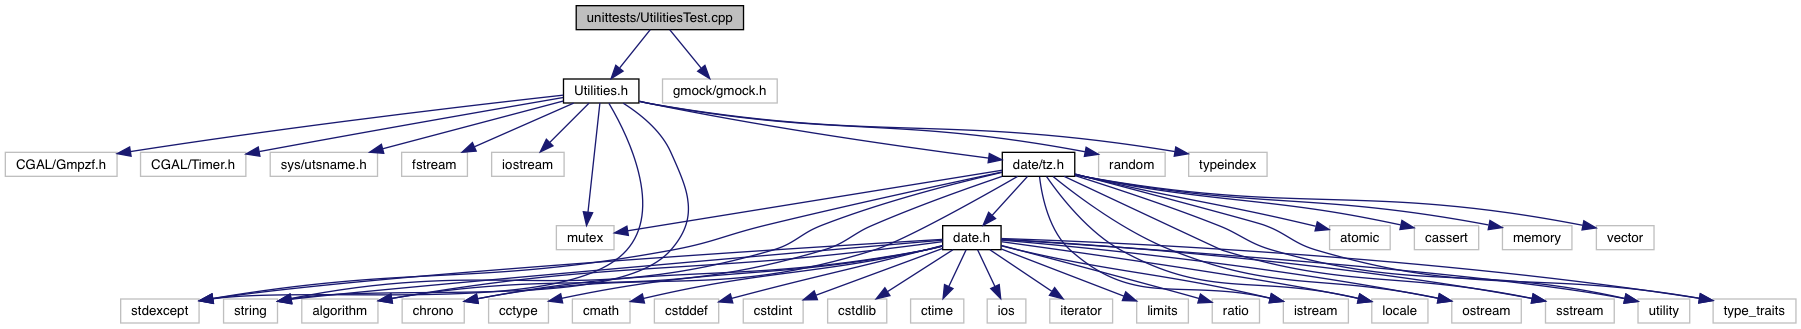 unittests/UtilitiesTest.cpp
Utilities.h
gmock/gmock.h
CGAL/Gmpzf.h
CGAL/Timer.h
sys/utsname.h
fstream
iostream
date/tz.h
random
typeindex
mutex
date.h
atomic
cassert
memory
vector
stdexcept
string
algorithm
chrono
cctype
cmath
cstddef
cstdint
cstdlib
ctime
ios
iterator
limits
ratio
istream
locale
ostream
sstream
utility
type_traits